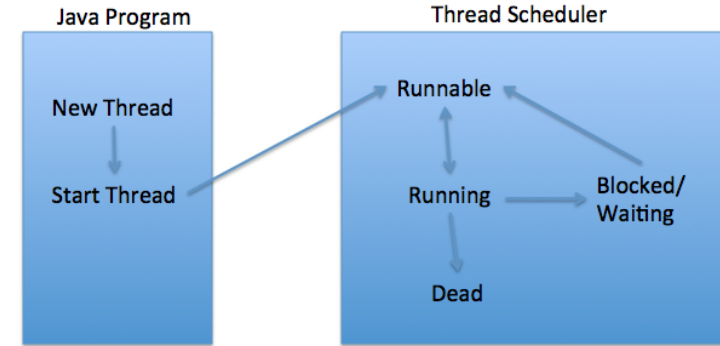 Java Program
New Thread
Start Thread
Thread Scheduler
Runnable
Running
Blocked/
Waiting
Dead